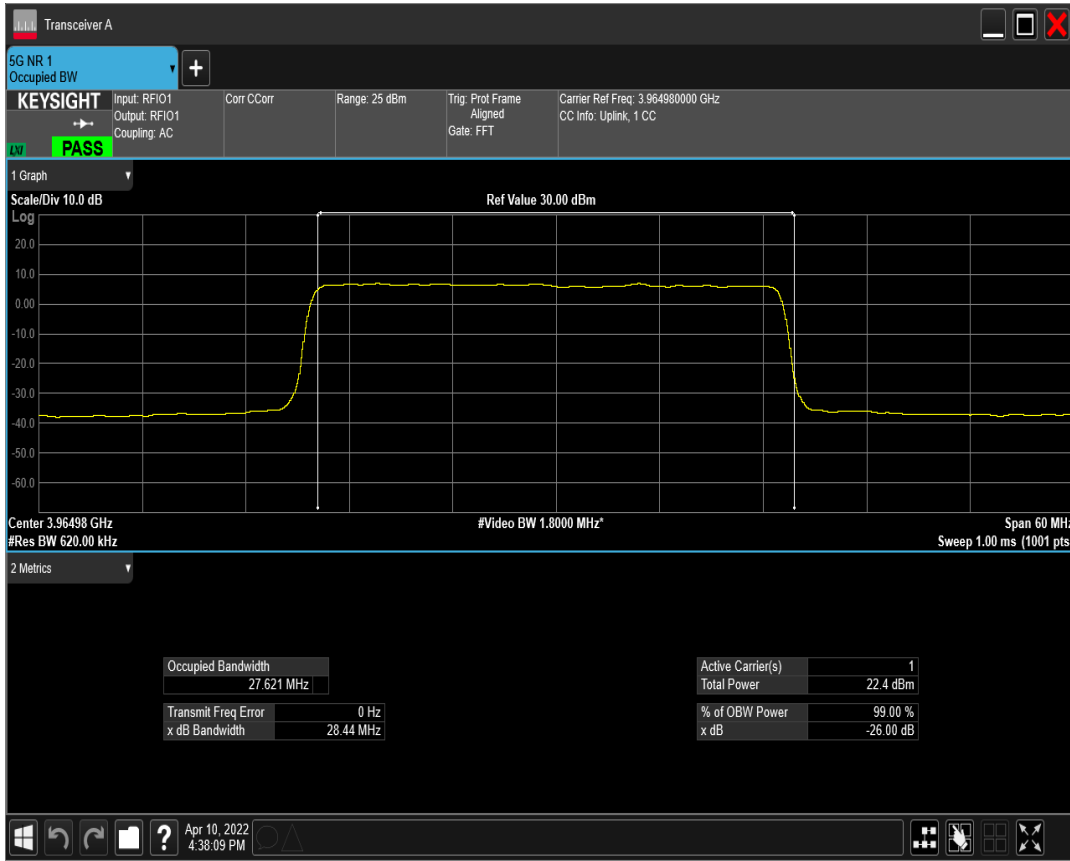 Transceiver A
5G NR 1
Occupied BW
+
KEYSIGHT
LXI
PASS
Input: RFIO1
Output: RFIO1
Coupling: AC
Corr CCorr
Range: 25 dBm
Trig: Prot Frame
Aligned
Gate: FFT
Carrier Ref Freq: 3.964980000 GHz
CC Info: Uplink, 1 CC
1 Graph
Scale/Div 10.0 dB
Ref Value 30.00 dBm
Log
20.0
10.0
0.00
-10.0
-20.0
-30.0
-40.0
-50.0
-60.0
Center 3.96498 GHz
#Video BW 1.8000 MHz*
Span 60 MHz
#Res BW 620.00 kHz
Sweep 1.00 ms (1001 pts
2 Metrics
Occupied Bandwidth
27.621 MHz
Transmit Freq Error 0 Hz
x dB Bandwidth 28.44 MHz
Active Carrier(s) 1
Total Power 22.4 dBm
% of OBW Power 99.00 %
x dB -26.00 dB
?
Apr 10, 2022
4:38:09 PM